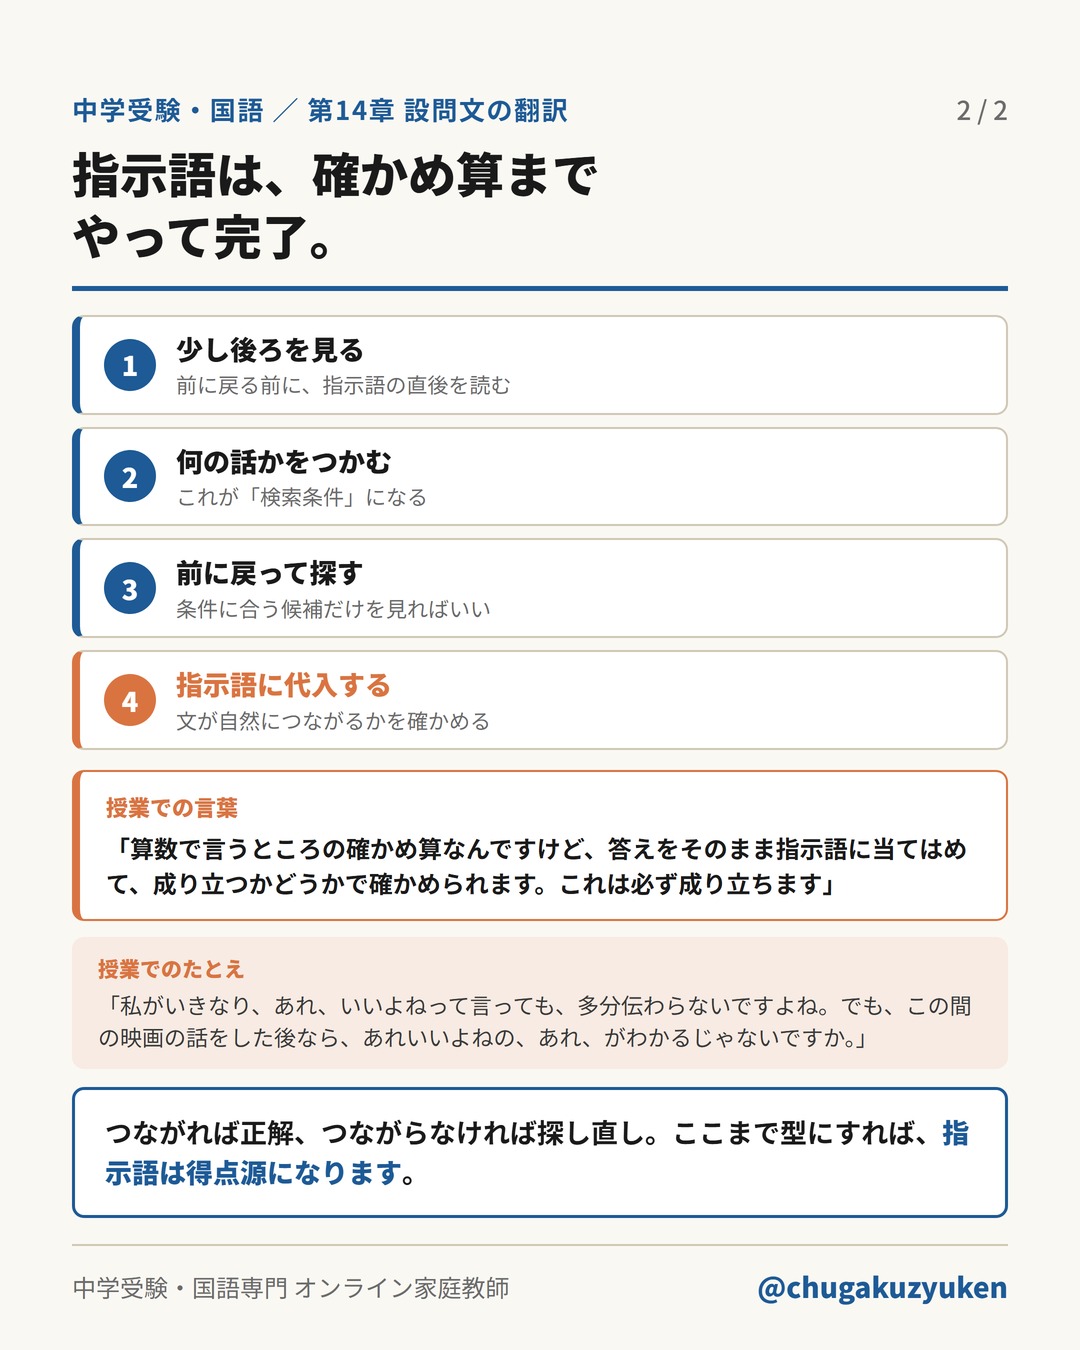 中学受験・国語 ／ 第14章 設問文の翻訳
2 / 2
指示語は、確かめ算まで
やって完了。
1
少し後ろを見る
前に戻る前に、指示語の直後を読む
2
何の話かをつかむ
これが「検索条件」になる
3
前に戻って探す
条件に合う候補だけを見ればいい
4
指示語に代入する
文が自然につながるかを確かめる
授業での言葉
「算数で言うところの確かめ算なんですけど、答えをそのまま指示語に当てはめ
て、成り立つかどうかで確かめられます。これは必ず成り立ちます」
授業でのたとえ
「私がいきなり、あれ、いいよねって言っても、多分伝わらないですよね。でも、この間
の映画の話をした後なら、あれいいよねの、あれ、がわかるじゃないですか。」
つながれば正解、つながらなければ探し直し。ここまで型にすれば、指
示語は得点源になります。
中学受験・国語専門 オンライン家庭教師
@chugakuzyuken